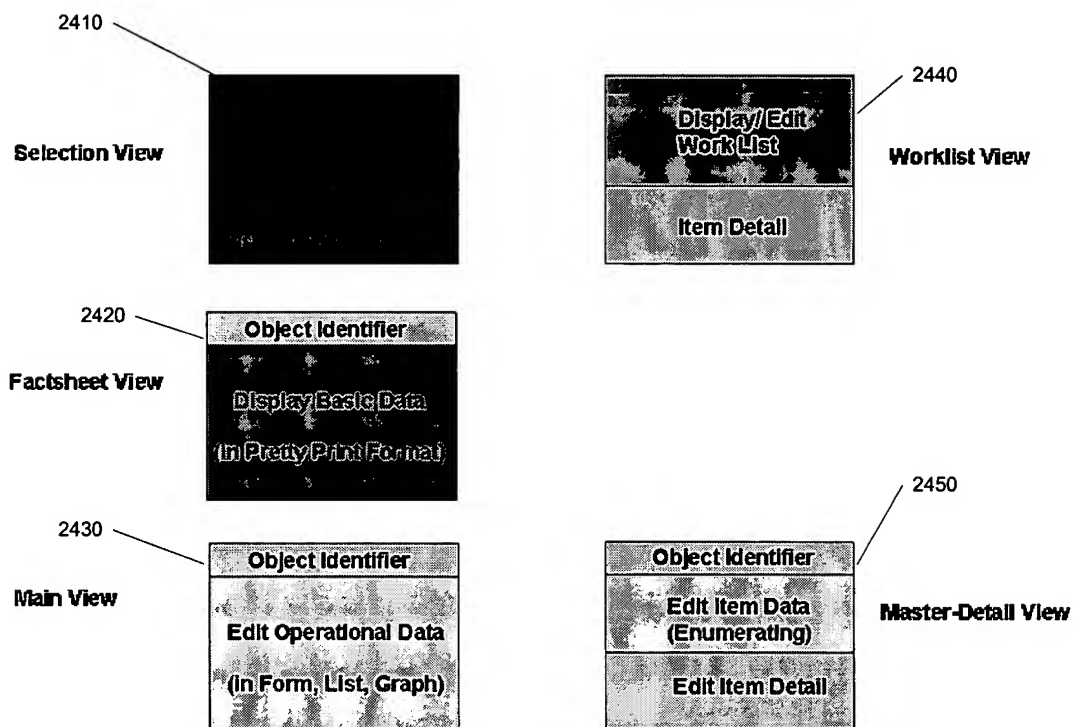 2410
Selection View
2440
Display/ Edit
Work List
Item Detail
Worklist View
2420
Factsheet View
Object Identifier
Display Basic Data
(In Pretty Print Format)
2430
Main View
Object Identifier
Edit Operational Data
(in Form, List, Graph)
2450
Object Identifier
Edit Item Data
(Enumerating)
Edit Item Detail
Master-Detail View